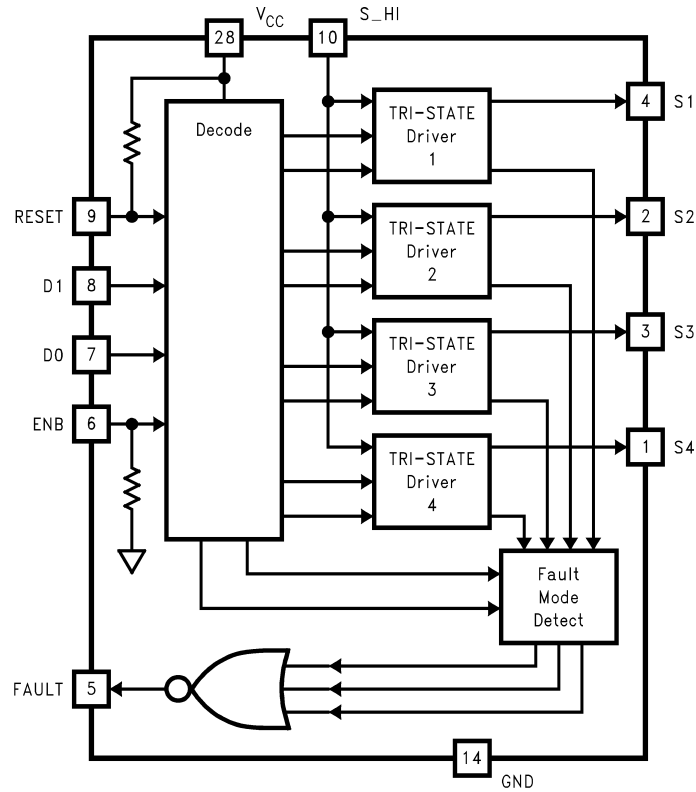 V_CC S_HI
28 10
Decode
TRI-STATE
Driver
1
4 S1
RESET 9
TRI-STATE
Driver
2
2 S2
D1 8
D0 7
TRI-STATE
Driver
3
3 S3
ENB 6
TRI-STATE
Driver
4
1 S4
Fault
Mode
Detect
FAULT 5
14
GND